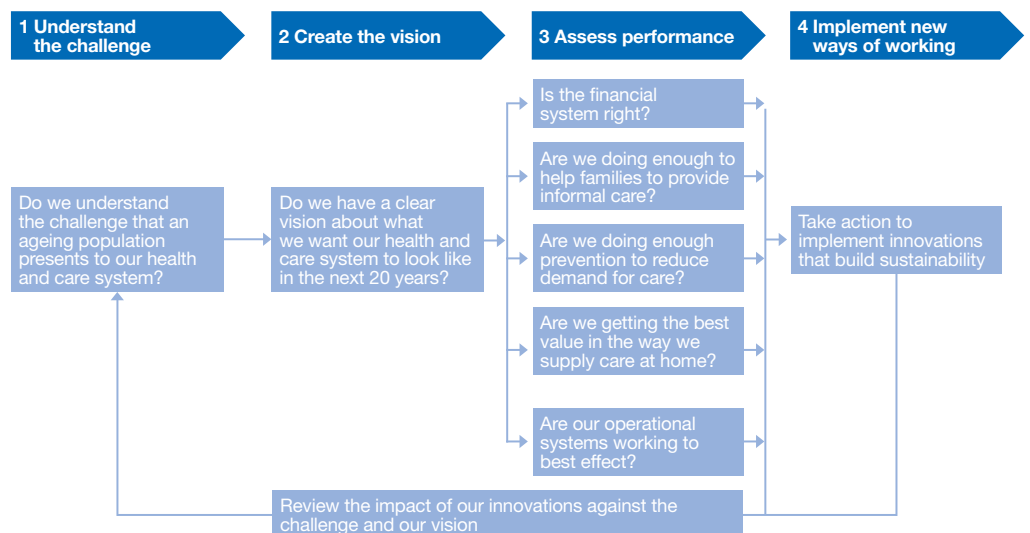 1 Understand
the challenge
2 Create the vision
3 Assess performance
4 Implement new
ways of working
Do we understand
the challenge that an
ageing population
presents to our health
and care system?
Do we have a clear
vision about what
we want our health and
care system to look like
in the next 20 years?
Is the financial
system right?
Are we doing enough to
help families to provide
informal care?
Are we doing enough
prevention to reduce
demand for care?
Are we getting the best
value in the way we
supply care at home?
Are our operational
systems working to
best effect?
Take action to
implement innovations
that build sustainability
Review the impact of our innovations against the
challenge and our vision